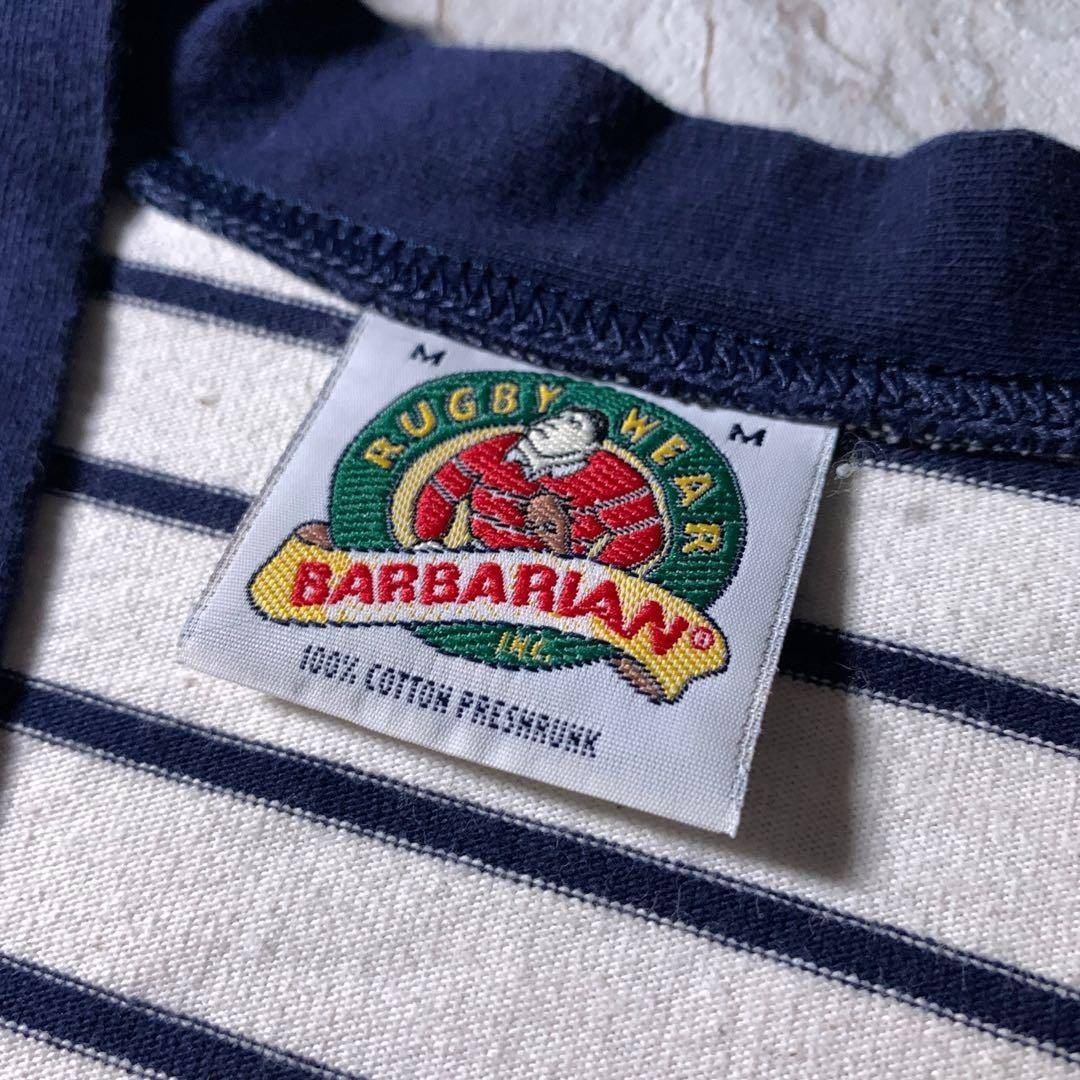 M M
RUGBY WEAR
BARBARIAN®
INC.
100% COTTON PRESHRUNK